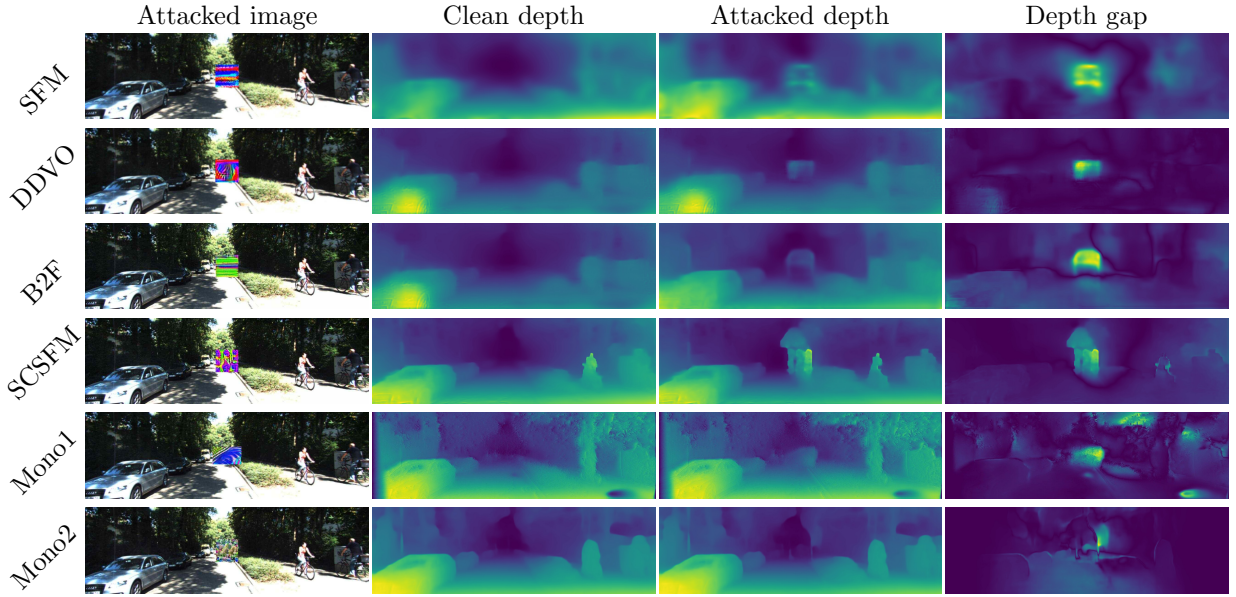 Attacked image Clean depth Attacked depth Depth gap
SFM
DDVO
B2F
SCSFM
Mono1
Mono2